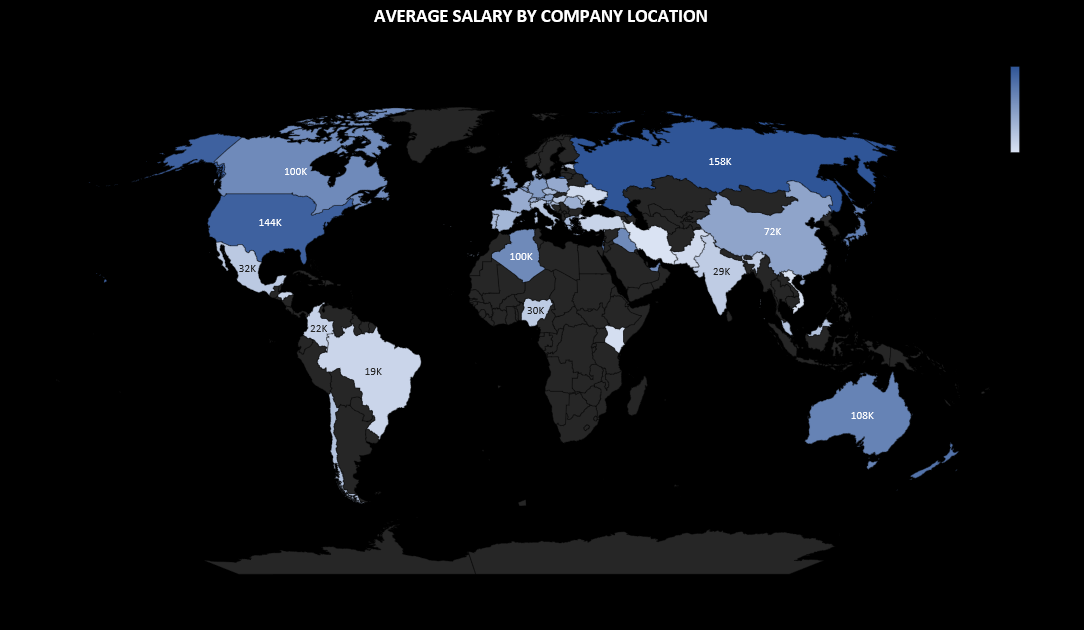 AVERAGE SALARY BY COMPANY LOCATION
158K
100K
144K
72K
100K
32K
29K
30K
22K
19K
108K